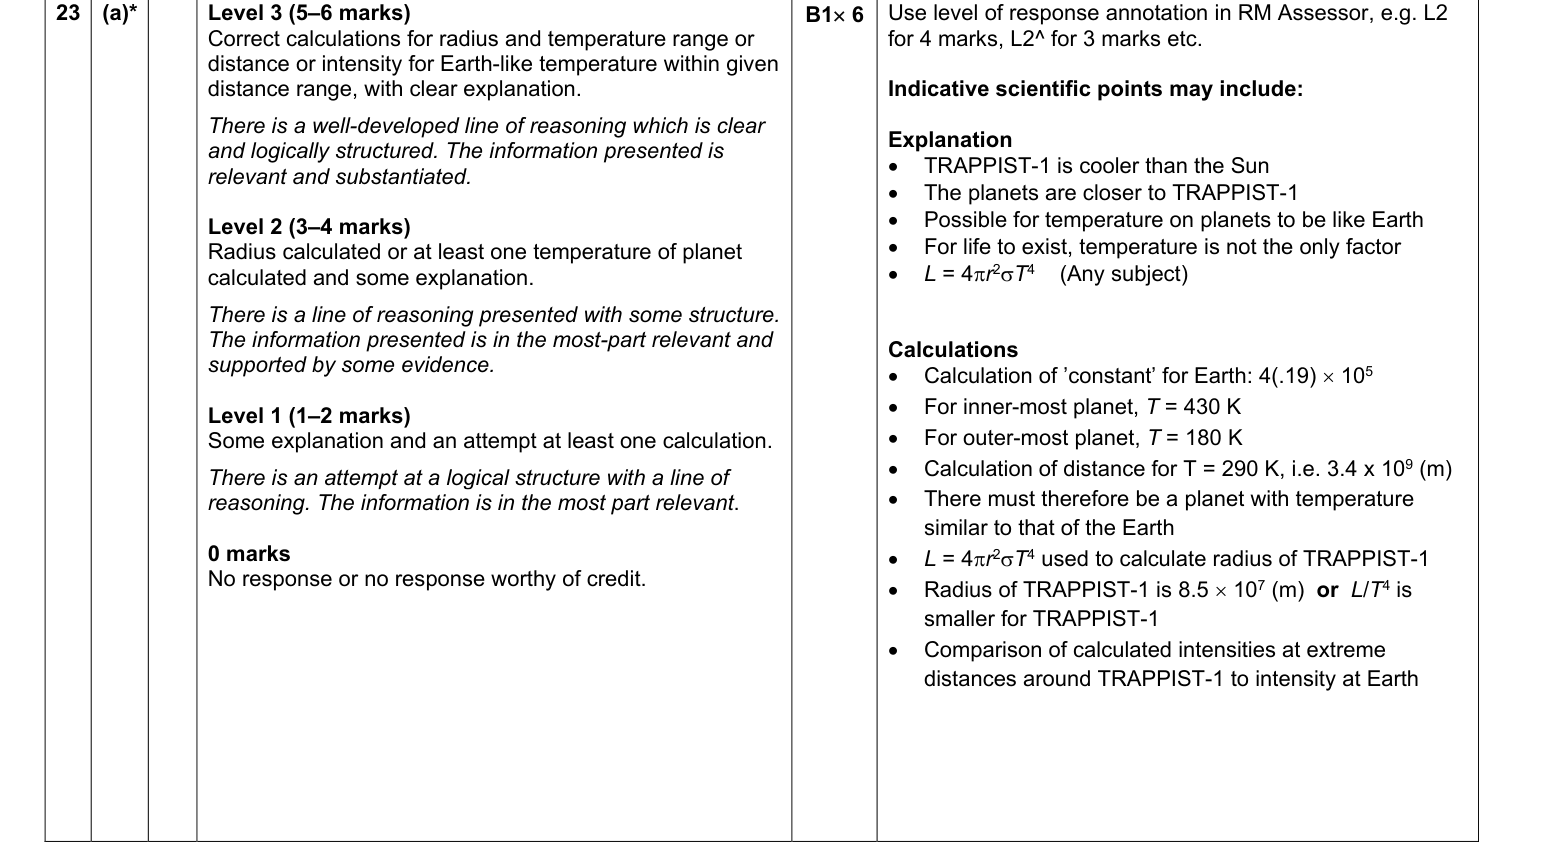 23 (a)*
Level 3 (5–6 marks)
Correct calculations for radius and temperature range or
distance or intensity for Earth-like temperature within given
distance range, with clear explanation.
There is a well-developed line of reasoning which is clear
and logically structured. The information presented is
relevant and substantiated.
Level 2 (3–4 marks)
Radius calculated or at least one temperature of planet
calculated and some explanation.
There is a line of reasoning presented with some structure.
The information presented is in the most-part relevant and
supported by some evidence.
Level 1 (1–2 marks)
Some explanation and an attempt at least one calculation.
There is an attempt at a logical structure with a line of
reasoning. The information is in the most part relevant.
0 marks
No response or no response worthy of credit.
B1× 6
Use level of response annotation in RM Assessor, e.g. L2
for 4 marks, L2^ for 3 marks etc.
Indicative scientific points may include:
Explanation
• TRAPPIST-1 is cooler than the Sun
• The planets are closer to TRAPPIST-1
• Possible for temperature on planets to be like Earth
• For life to exist, temperature is not the only factor
• L = 4πr²σT⁴ (Any subject)
Calculations
• Calculation of ’constant’ for Earth: 4(.19) × 10⁵
• For inner-most planet, T = 430 K
• For outer-most planet, T = 180 K
• Calculation of distance for T = 290 K, i.e. 3.4 x 10⁹ (m)
• There must therefore be a planet with temperature
similar to that of the Earth
• L = 4πr²σT⁴ used to calculate radius of TRAPPIST-1
• Radius of TRAPPIST-1 is 8.5 × 10⁷ (m) or L/T⁴ is
smaller for TRAPPIST-1
• Comparison of calculated intensities at extreme
distances around TRAPPIST-1 to intensity at Earth